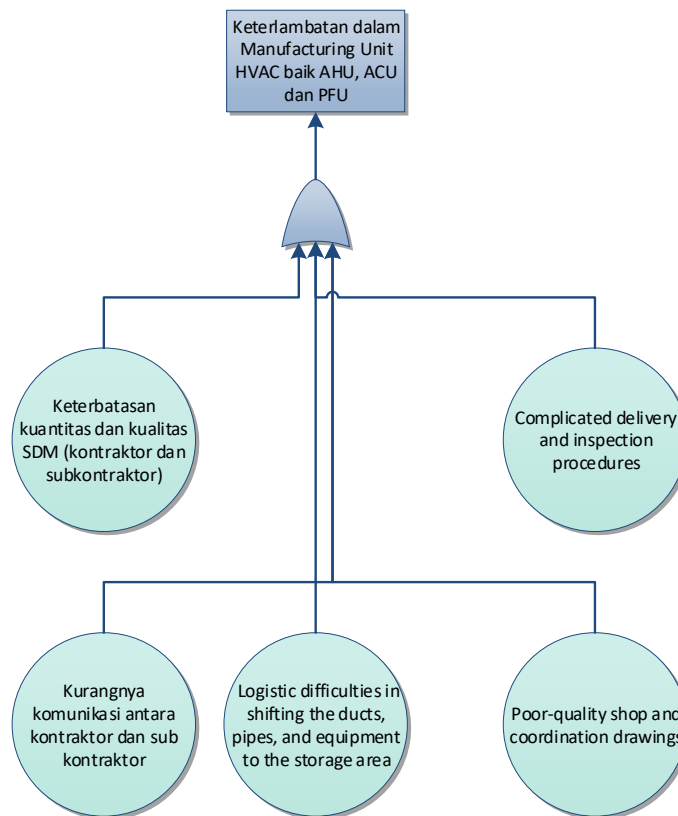 Keterlambatan dalam
Manufacturing Unit
HVAC baik AHU, ACU
dan PFU
Keterbatasan
kuantitas dan kualitas
SDM (kontraktor dan
subkontraktor)
Complicated delivery
and inspection
procedures
Kurangnya
komunikasi antara
kontraktor dan sub
kontraktor
Logistic difficulties in
shifting the ducts,
pipes, and equipment
to the storage area
Poor-quality shop and
coordination drawings